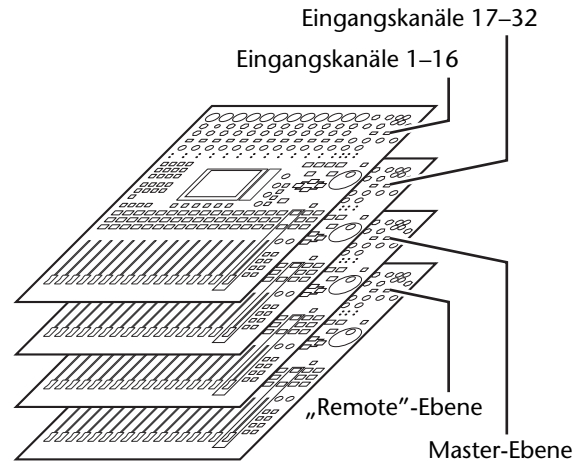 Eingangskanäle 17–32
Eingangskanäle 1–16
„Remote”-Ebene
Master-Ebene